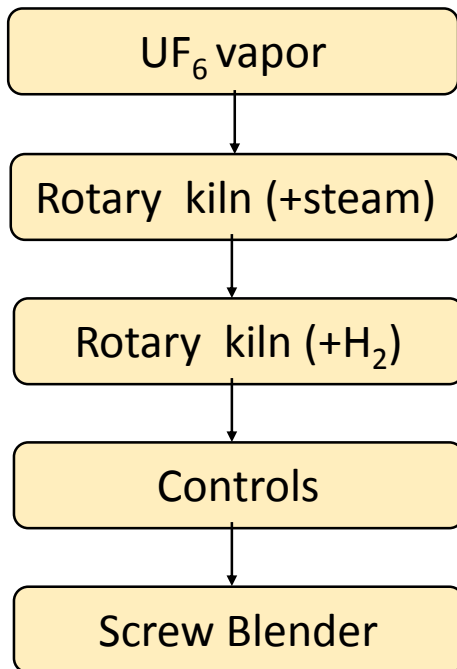 UF₆ vapor
Rotary kiln (+steam)
Rotary kiln (+H₂)
Controls
Screw Blender